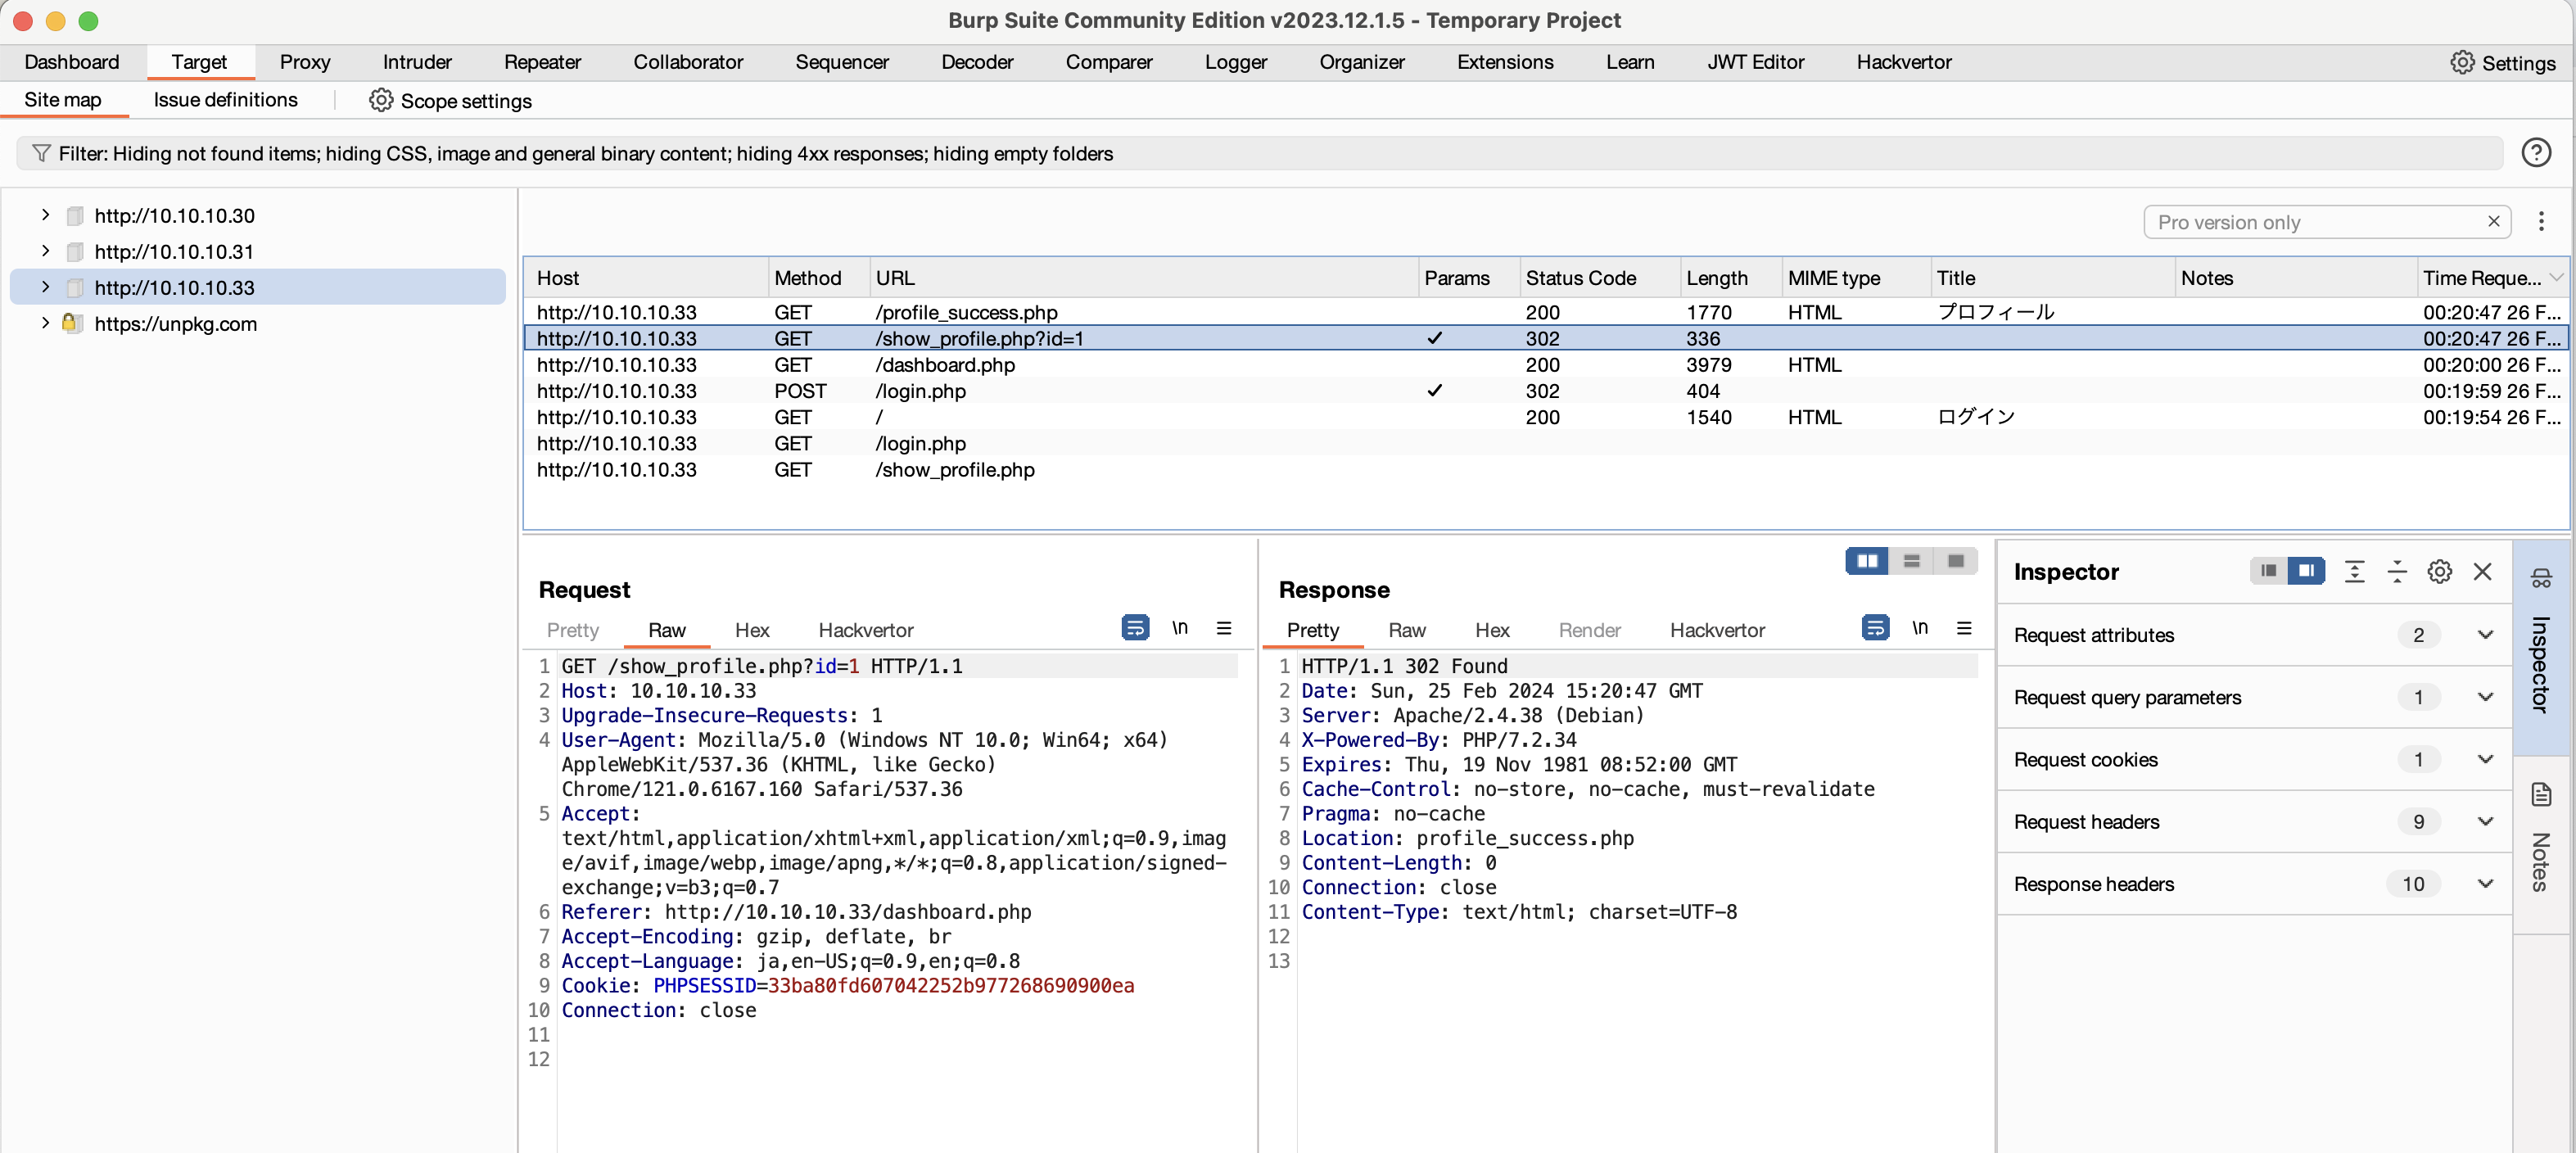 Burp Suite Community Edition v2023.12.1.5 - Temporary Project
Dashboard Target Proxy Intruder Repeater Collaborator Sequencer Decoder Comparer Logger Organizer Extensions Learn JWT Editor Hackvertor Settings
Site map Issue definitions Scope settings
Filter: Hiding not found items; hiding CSS, image and general binary content; hiding 4xx responses; hiding empty folders
http://10.10.10.30
http://10.10.10.31
http://10.10.10.33
https://unpkg.com
Pro version only
Host Method URL Params Status Code Length MIME type Title Notes Time Reque...
http://10.10.10.33 GET /profile_success.php 200 1770 HTML プロフィール 00:20:47 26 F...
http://10.10.10.33 GET /show_profile.php?id=1 ✓ 302 336 00:20:47 26 F...
http://10.10.10.33 GET /dashboard.php 200 3979 HTML 00:20:00 26 F...
http://10.10.10.33 POST /login.php ✓ 302 404 00:19:59 26 F...
http://10.10.10.33 GET / 200 1540 HTML ログイン 00:19:54 26 F...
http://10.10.10.33 GET /login.php
http://10.10.10.33 GET /show_profile.php
Request
Pretty Raw Hex Hackvertor \n
1 GET /show_profile.php?id=1 HTTP/1.1
2 Host: 10.10.10.33
3 Upgrade-Insecure-Requests: 1
4 User-Agent: Mozilla/5.0 (Windows NT 10.0; Win64; x64)
AppleWebKit/537.36 (KHTML, like Gecko)
Chrome/121.0.6167.160 Safari/537.36
5 Accept:
text/html,application/xhtml+xml,application/xml;q=0.9,imag
e/avif,image/webp,image/apng,*/*;q=0.8,application/signed-
exchange;v=b3;q=0.7
6 Referer: http://10.10.10.33/dashboard.php
7 Accept-Encoding: gzip, deflate, br
8 Accept-Language: ja,en-US;q=0.9,en;q=0.8
9 Cookie: PHPSESSID=33ba80fd607042252b977268690900ea
10 Connection: close
11
12
Response
Pretty Raw Hex Render Hackvertor \n
1 HTTP/1.1 302 Found
2 Date: Sun, 25 Feb 2024 15:20:47 GMT
3 Server: Apache/2.4.38 (Debian)
4 X-Powered-By: PHP/7.2.34
5 Expires: Thu, 19 Nov 1981 08:52:00 GMT
6 Cache-Control: no-store, no-cache, must-revalidate
7 Pragma: no-cache
8 Location: profile_success.php
9 Content-Length: 0
10 Connection: close
11 Content-Type: text/html; charset=UTF-8
12
13
Inspector
Request attributes 2
Request query parameters 1
Request cookies 1
Request headers 9
Response headers 10
Inspector
Notes